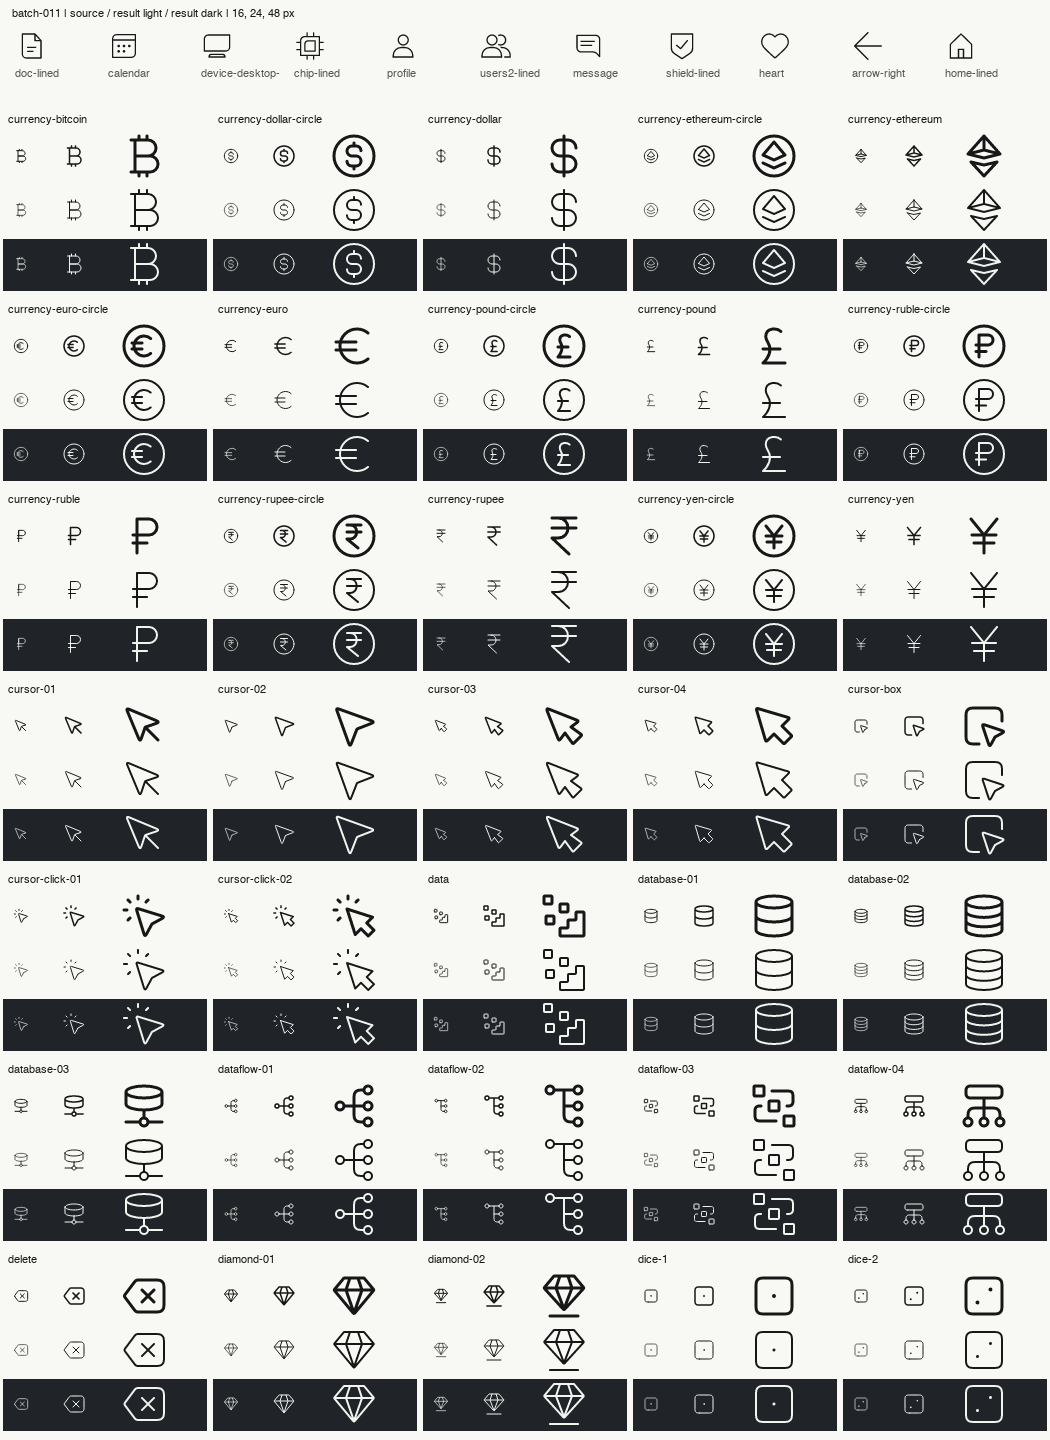 batch-011 | source / result light / result dark | 16, 24, 48 px
doc-lined calendar device-desktop- chip-lined profile users2-lined message shield-lined heart arrow-right home-lined
currency-bitcoin currency-dollar-circle currency-dollar currency-ethereum-circle currency-ethereum
currency-euro-circle currency-euro currency-pound-circle currency-pound currency-ruble-circle
currency-ruble currency-rupee-circle currency-rupee currency-yen-circle currency-yen
cursor-01 cursor-02 cursor-03 cursor-04 cursor-box
cursor-click-01 cursor-click-02 data database-01 database-02
database-03 dataflow-01 dataflow-02 dataflow-03 dataflow-04
delete diamond-01 diamond-02 dice-1 dice-2